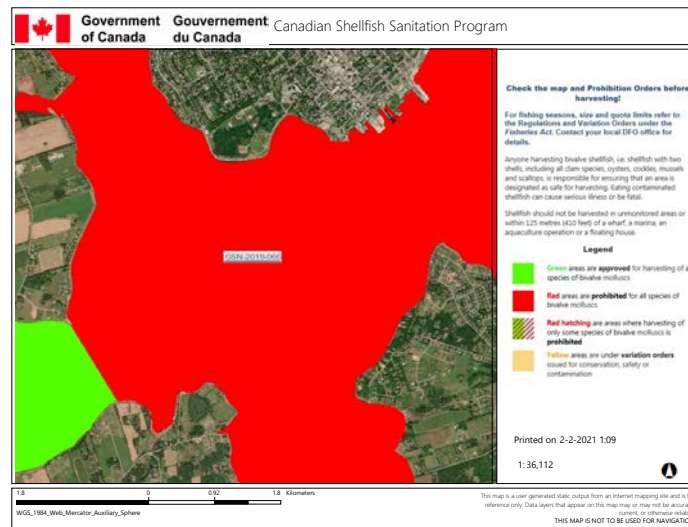 Government
of Canada
Gouvernement
du Canada
Canadian Shellfish Sanitation Program
GSN-2019-066
Check the map and Prohibition Orders before
harvesting!
For fishing seasons, size and quota limits refer to
the Regulations and Variation Orders under the
Fisheries Act. Contact your local DFO office for
details.
Anyone harvesting bivalve shellfish, i.e. shellfish with two
shells, including all clam species, oysters, cockles, mussels
and scallops, is responsible for ensuring that an area is
designated as safe for harvesting. Eating contaminated
shellfish can cause serious illness or be fatal.
Shellfish should not be harvested in unmonitored areas or
within 125 metres (410 feet) of a wharf, a marina, an
aquaculture operation or a floating house.
Legend
Green areas are approved for harvesting of a
species of bivalve molluscs
Red areas are prohibited for all species of
bivalve molluscs
Red hatching are areas where harvesting of
only some species of bivalve molluscs is
prohibited
Yellow areas are under variation orders
issued for conservation, safety or
contamination
Printed on 2-2-2021 1:09
1: 36,112
1.8 0 0.92 1.8 Kilometers
WGS_1984_Web_Mercator_Auxiliary_Sphere
This map is a user generated static output from an Internet mapping site and is f
reference only. Data layers that appear on this map may or may not be accura
current, or otherwise reliab
THIS MAP IS NOT TO BE USED FOR NAVIGATI